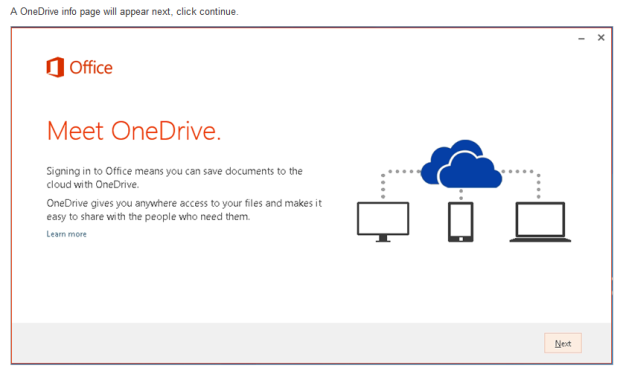 A OneDrive info page will appear next, click continue.
Office
Meet OneDrive.
Signing in to Office means you can save documents to the
cloud with OneDrive.
OneDrive gives you anywhere access to your files and makes it
easy to share with the people who need them.
Learn more
Next